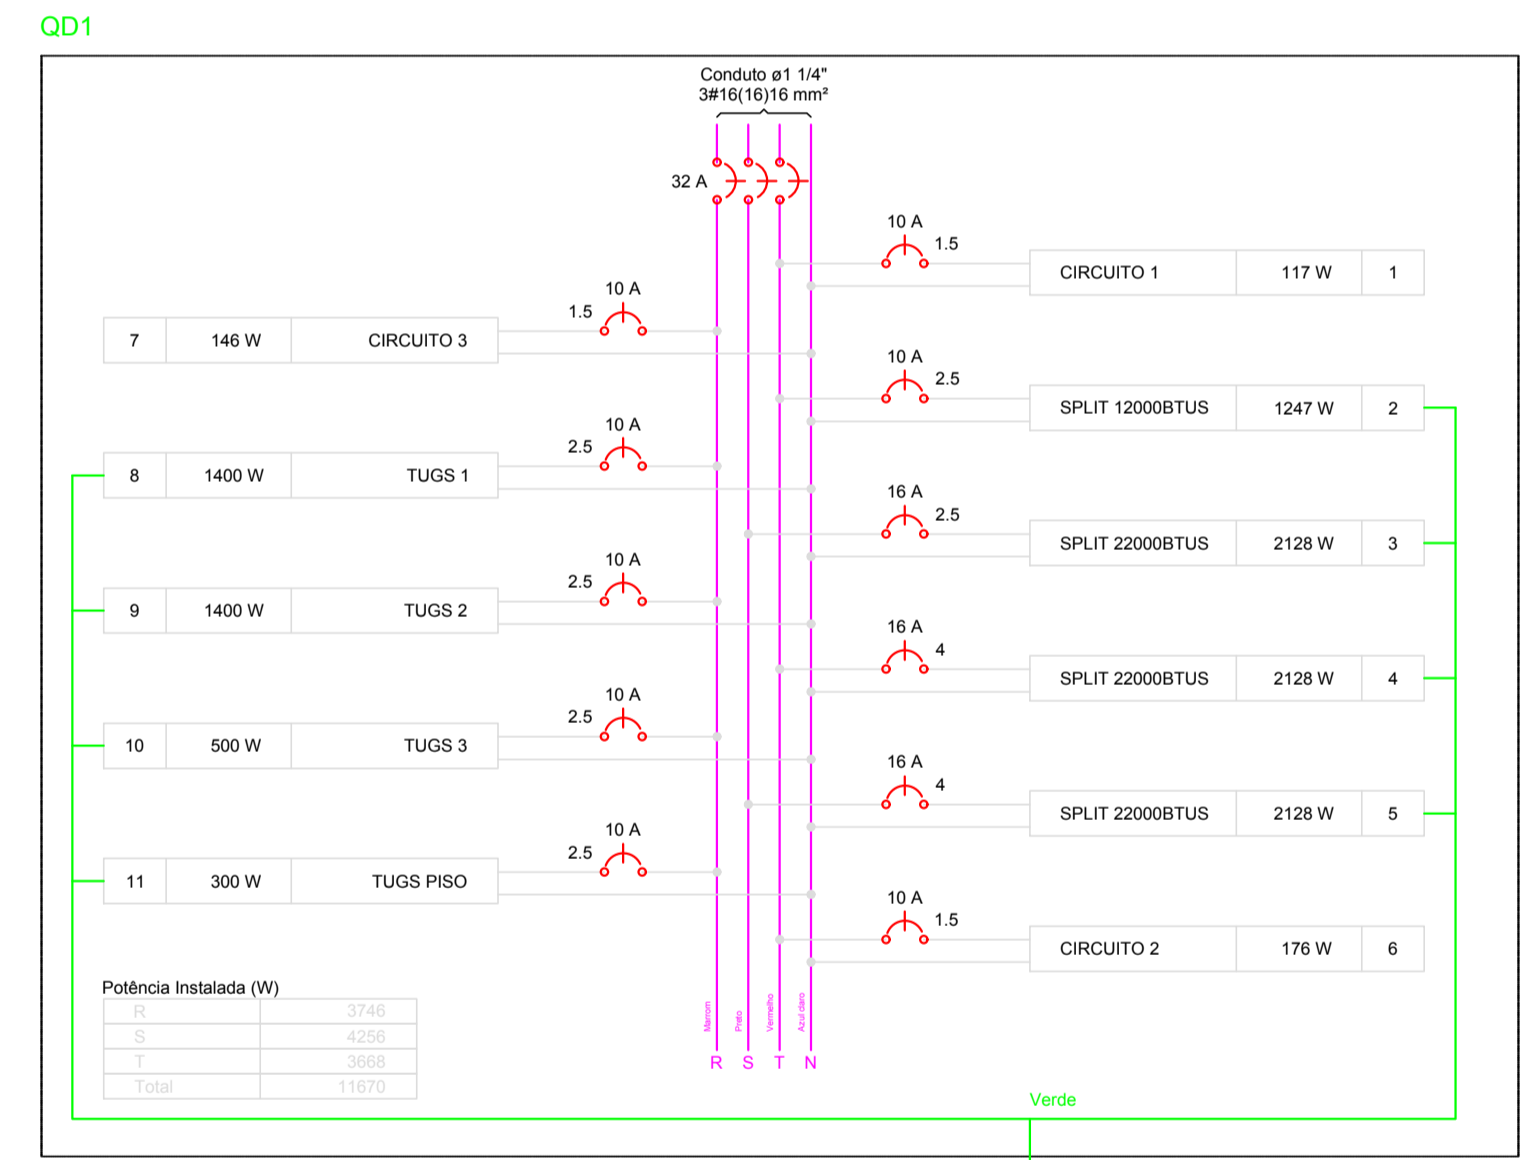 QD1
Conduto ø1 1/4"
3#16(16)16 mm²
32 A
10 A
1.5
CIRCUITO 1 117 W 1
10 A
1.5
7 146 W CIRCUITO 3
10 A
2.5
SPLIT 12000BTUS 1247 W 2
10 A
2.5
8 1400 W TUGS 1
16 A
2.5
SPLIT 22000BTUS 2128 W 3
10 A
2.5
9 1400 W TUGS 2
16 A
4
SPLIT 22000BTUS 2128 W 4
10 A
2.5
10 500 W TUGS 3
16 A
4
SPLIT 22000BTUS 2128 W 5
10 A
2.5
11 300 W TUGS PISO
10 A
1.5
CIRCUITO 2 176 W 6
Potência Instalada (W)
R 3746
S 4256
T 3668
Total 11670
Marrom
Preto
Vermelho
Azul claro
R S T N
Verde